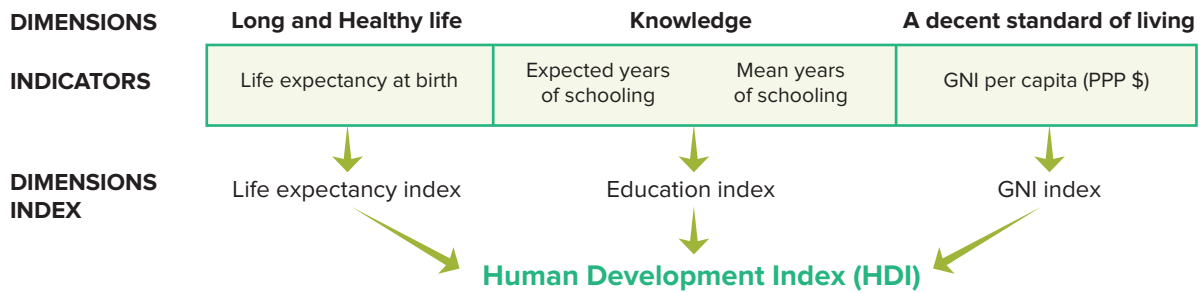 DIMENSIONS Long and Healthy life Knowledge A decent standard of living
INDICATORS
Life expectancy at birth
Expected years
of schooling
Mean years
of schooling
GNI per capita (PPP $)
DIMENSIONS
INDEX
Life expectancy index Education index GNI index
Human Development Index (HDI)